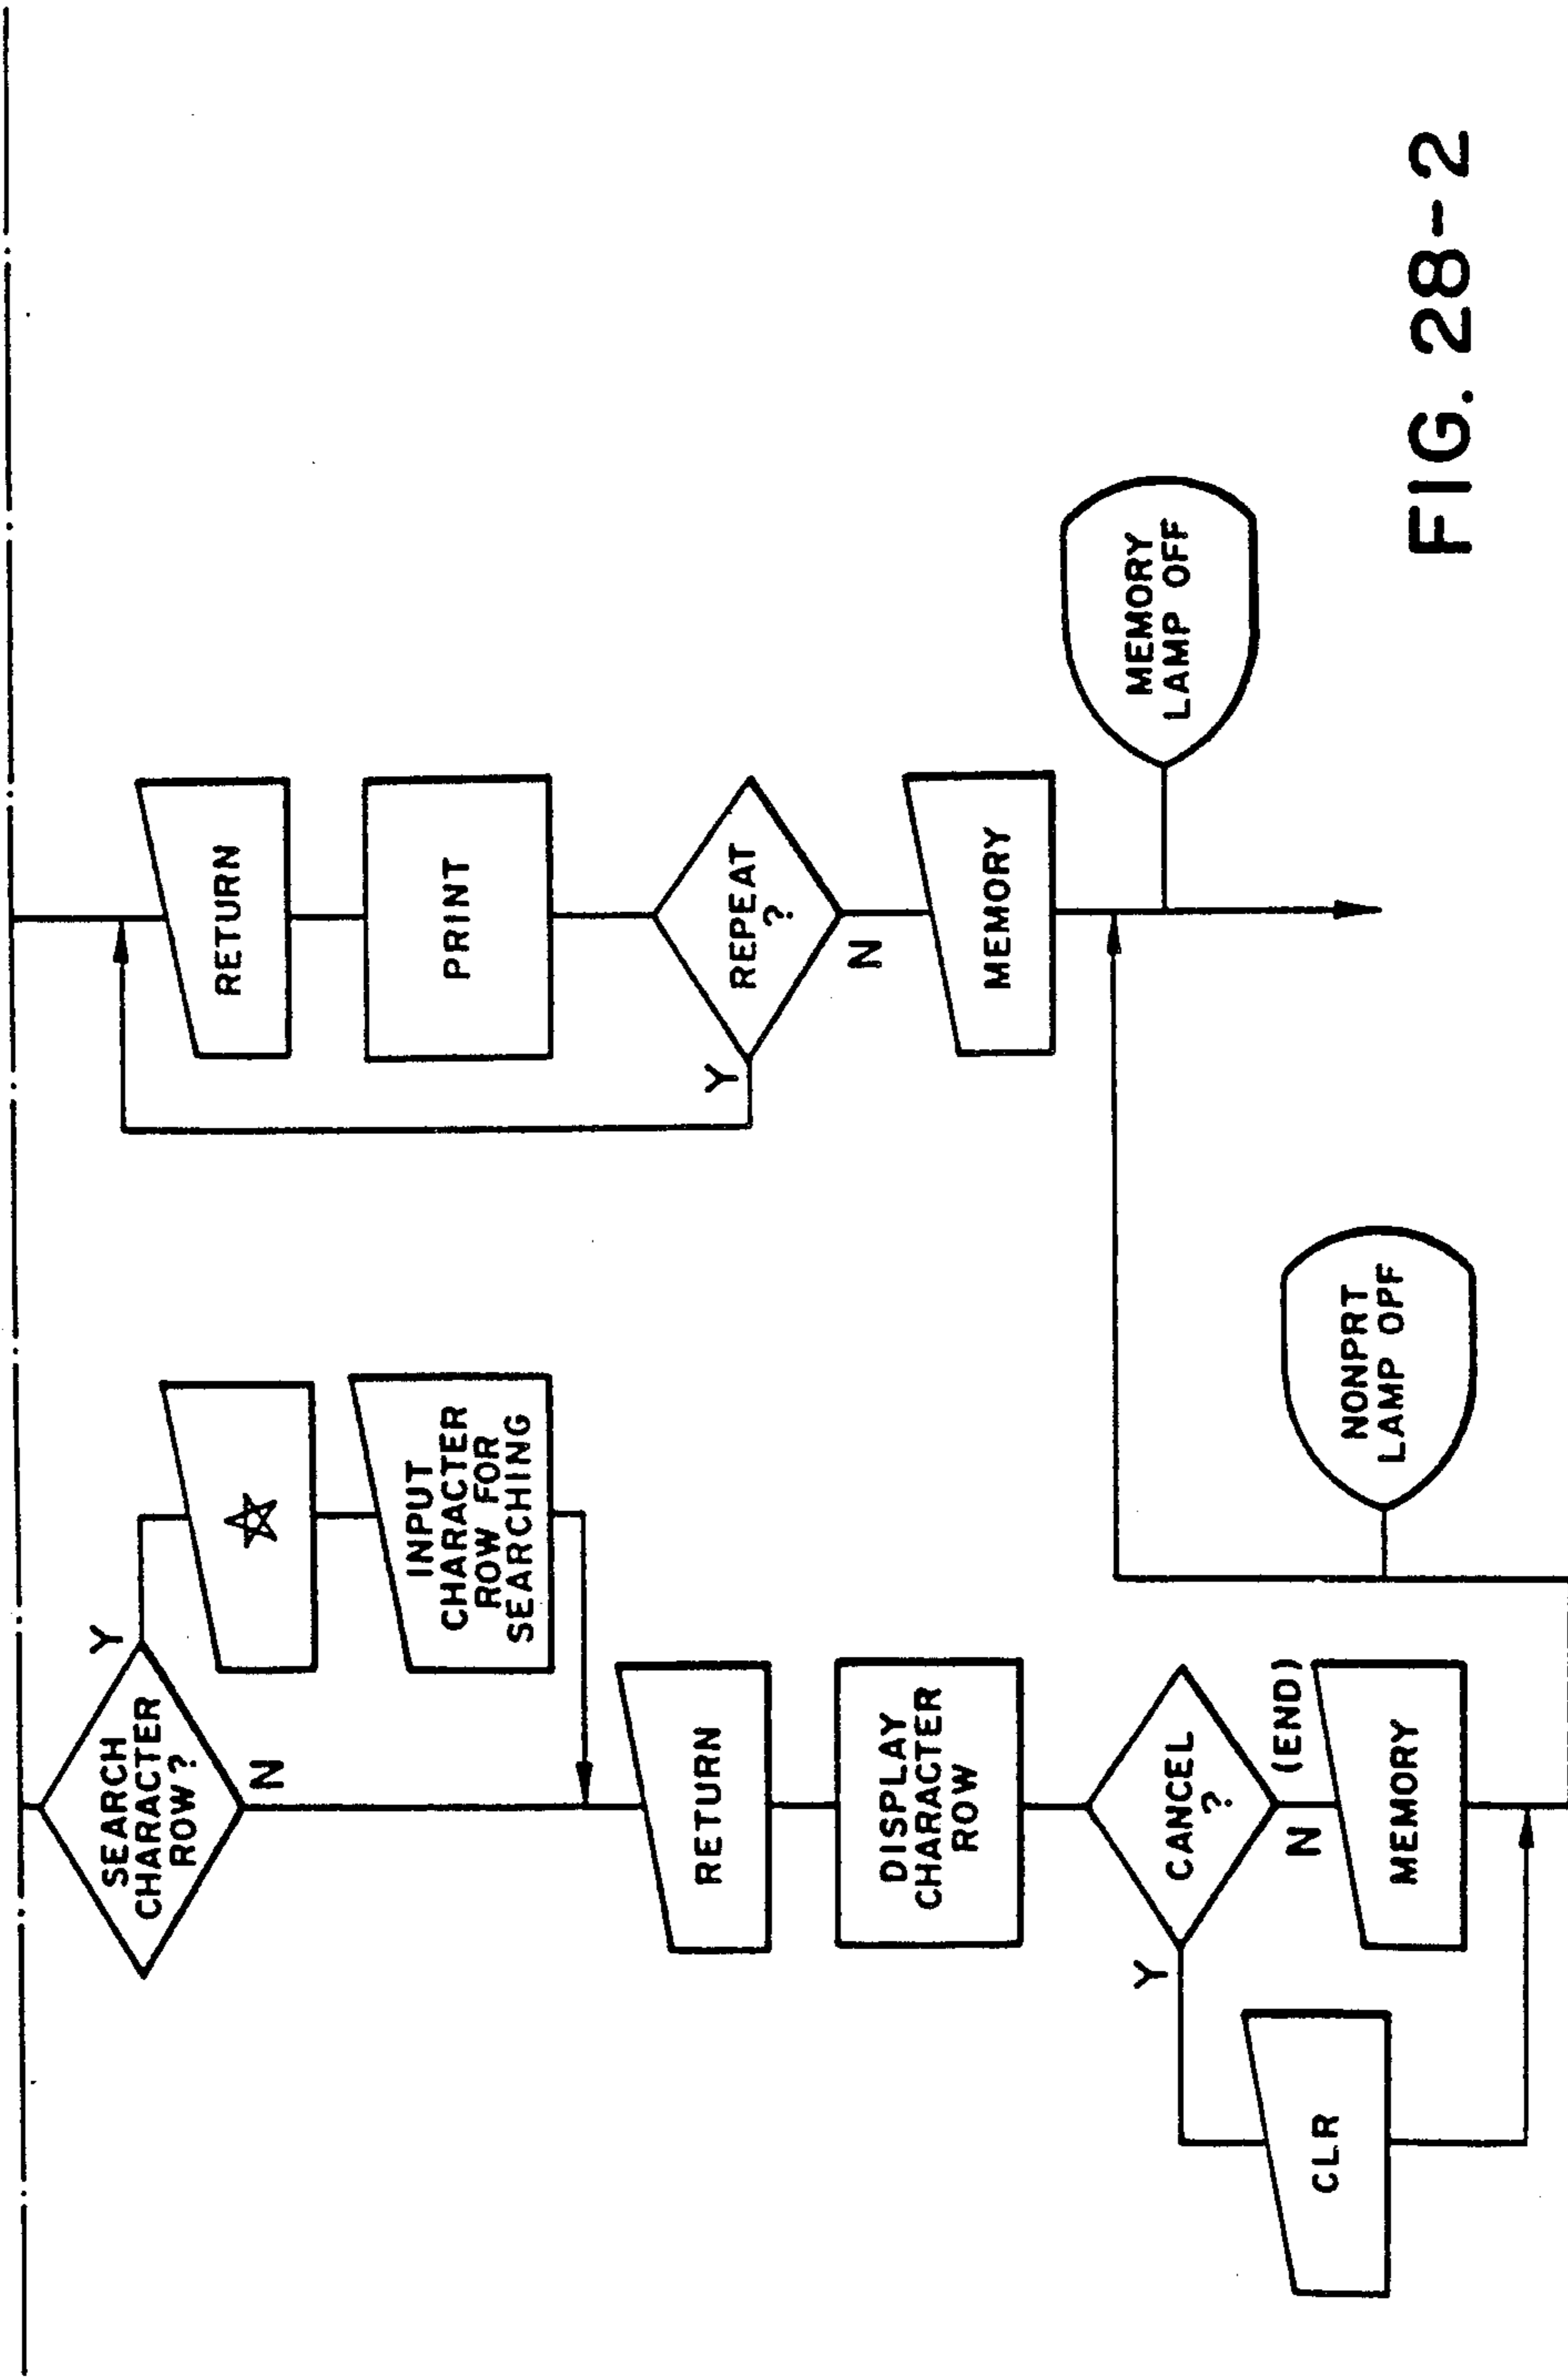 SEARCH
CHARACTER
ROW?
Y
N
☆
INPUT
CHARACTER
ROW FOR
SEARCHING
RETURN
DISPLAY
CHARACTER
ROW
CANCEL
?
Y
N
(END)
CLR
MEMORY
NONPRT
LAMP OPF
RETURN
PRINT
REPEAT
?
Y
N
MEMORY
MEMORY
LAMP OFF
FIG. 28-2